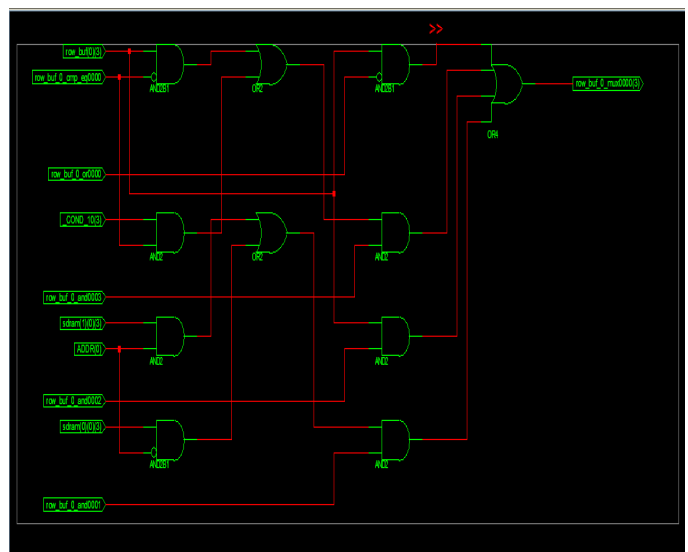 >>
row_buf(0)(3)
row_buf_0_cmp_eq0000
AND2B1
OR2
AND2B1
row_buf_0_mux0000(3)
OR4
row_buf_0_or0000
_COND_10(3)
AND2
OR2
AND2
row_buf_0_and0003
sdram(1)(0)(3)
ADDR(0)
AND2
AND2
row_buf_0_and0002
sdram(0)(0)(3)
AND2B1
AND2
row_buf_0_and0001